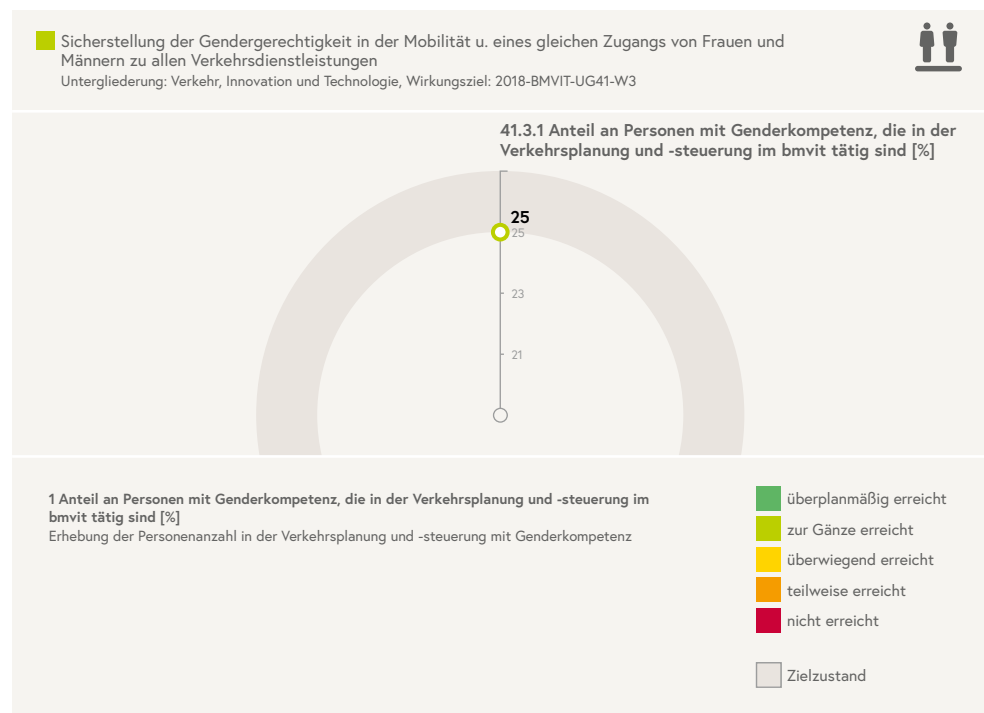 Sicherstellung der Gendergerechtigkeit in der Mobilität u. eines gleichen Zugangs von Frauen und
Männern zu allen Verkehrsdienstleistungen
Untergliederung: Verkehr, Innovation und Technologie, Wirkungsziel: 2018-BMVIT-UG41-W3
41.3.1 Anteil an Personen mit Genderkompetenz, die in der
Verkehrsplanung und -steuerung im bmvit tätig sind [%]
25
25
23
21
1 Anteil an Personen mit Genderkompetenz, die in der Verkehrsplanung und -steuerung im
bmvit tätig sind [%]
Erhebung der Personenanzahl in der Verkehrsplanung und -steuerung mit Genderkompetenz
überplanmäßig erreicht
zur Gänze erreicht
überwiegend erreicht
teilweise erreicht
nicht erreicht
Zielzustand